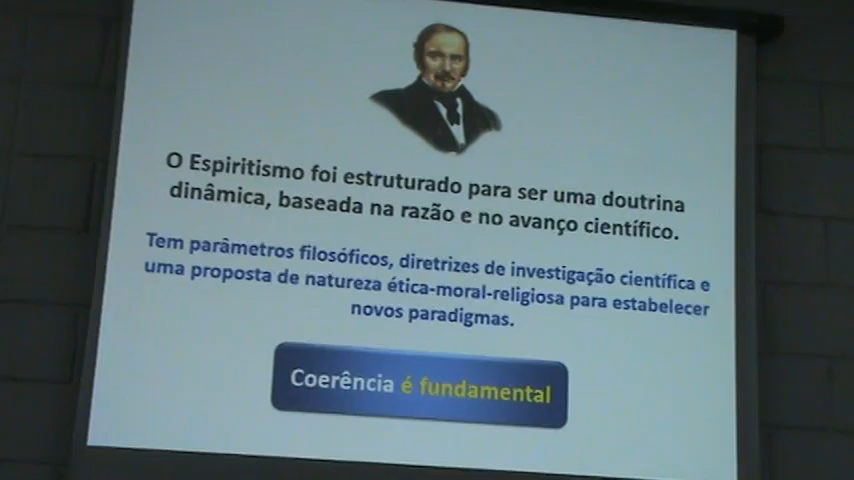 O Espiritismo foi estruturado para ser uma doutrina
dinâmica, baseada na razão e no avanço científico.
Tem parâmetros filosóficos, diretrizes de investigação científica e
uma proposta de natureza ética-moral-religiosa para estabelecer
novos paradigmas.
Coerência é fundamental